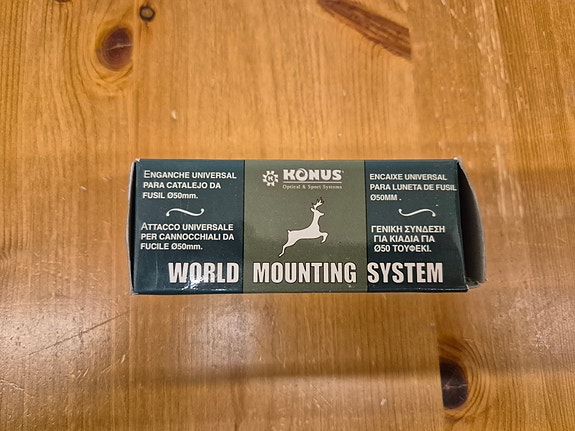 ENGANCHE UNIVERSAL
PARA CATALEJO DA
FUSIL Ø50mm.
ATTACCO UNIVERSALE
PER CANNOCCHIALI DA
FUCILE Ø50mm.
KONUS®
Optical & Sport Systems
ENCAIXE UNIVERSAL
PARA LUNETA DE FUSIL
Ø50MM.
ΓΕΝΙΚΗ ΣΥΝΔΕΣΗ
ΓΙΑ ΚΙΑΔΙΑ ΓΙΑ
Ø50 ΤΟΥΦΕΚΙ.
WORLD MOUNTING SYSTEM